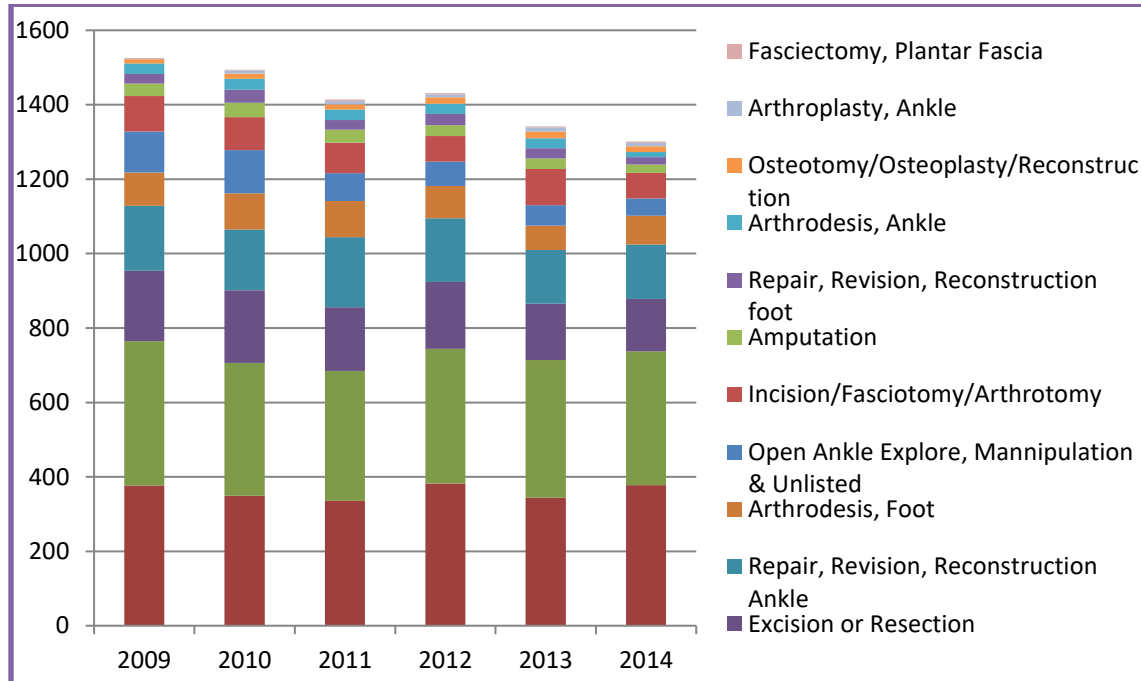 1600
1400
1200
1000
800
600
400
200
0
2009 2010 2011 2012 2013 2014
Fasciectomy, Plantar Fascia
Arthroplasty, Ankle
Osteotomy/Osteoplasty/Reconstruc
tion
Arthrodesis, Ankle
Repair, Revision, Reconstruction
foot
Amputation
Incision/Fasciotomy/Arthrotomy
Open Ankle Explore, Mannipulation
& Unlisted
Arthrodesis, Foot
Repair, Revision, Reconstruction
Ankle
Excision or Resection